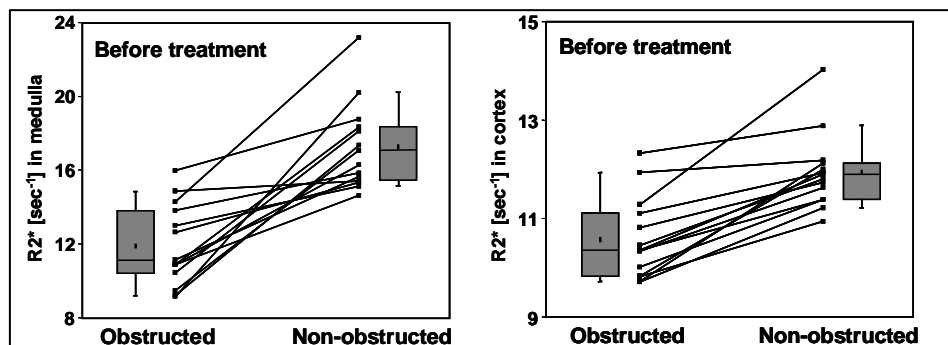 Before treatment
R2* [sec⁻¹] in medulla
24
20
16
12
8
Obstructed
Non-obstructed
Before treatment
R2* [sec⁻¹] in cortex
15
13
11
9
Obstructed
Non-obstructed